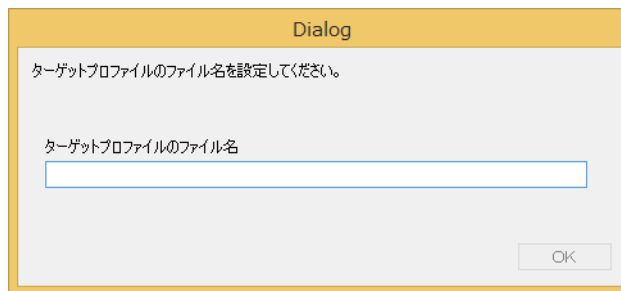 Dialog
ターゲットプロファイルのファイル名を設定してください。
ターゲットプロファイルのファイル名
OK